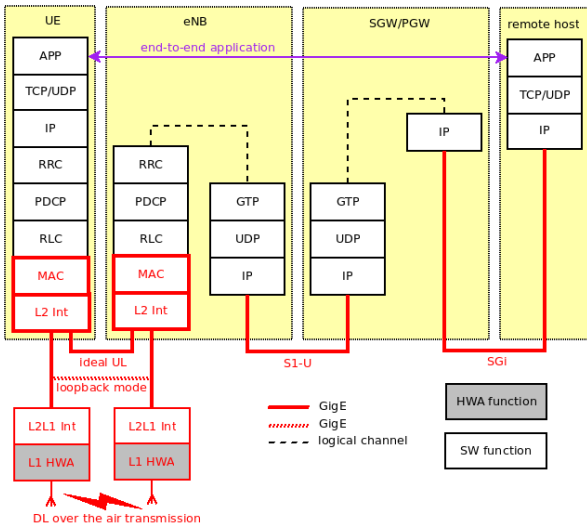 UE
eNB
SGW/PGW
remote host
end-to-end application
APP
TCP/UDP
IP
RRC
PDCP
RLC
MAC
L2 Int
RRC
PDCP
RLC
MAC
L2 Int
GTP
UDP
IP
GTP
UDP
IP
IP
APP
TCP/UDP
IP
ideal UL
S1-U
SGi
loopback mode
L2L1 Int
L1 HWA
L2L1 Int
L1 HWA
DL over the air transmission
GigE
GigE
logical channel
HWA function
SW function